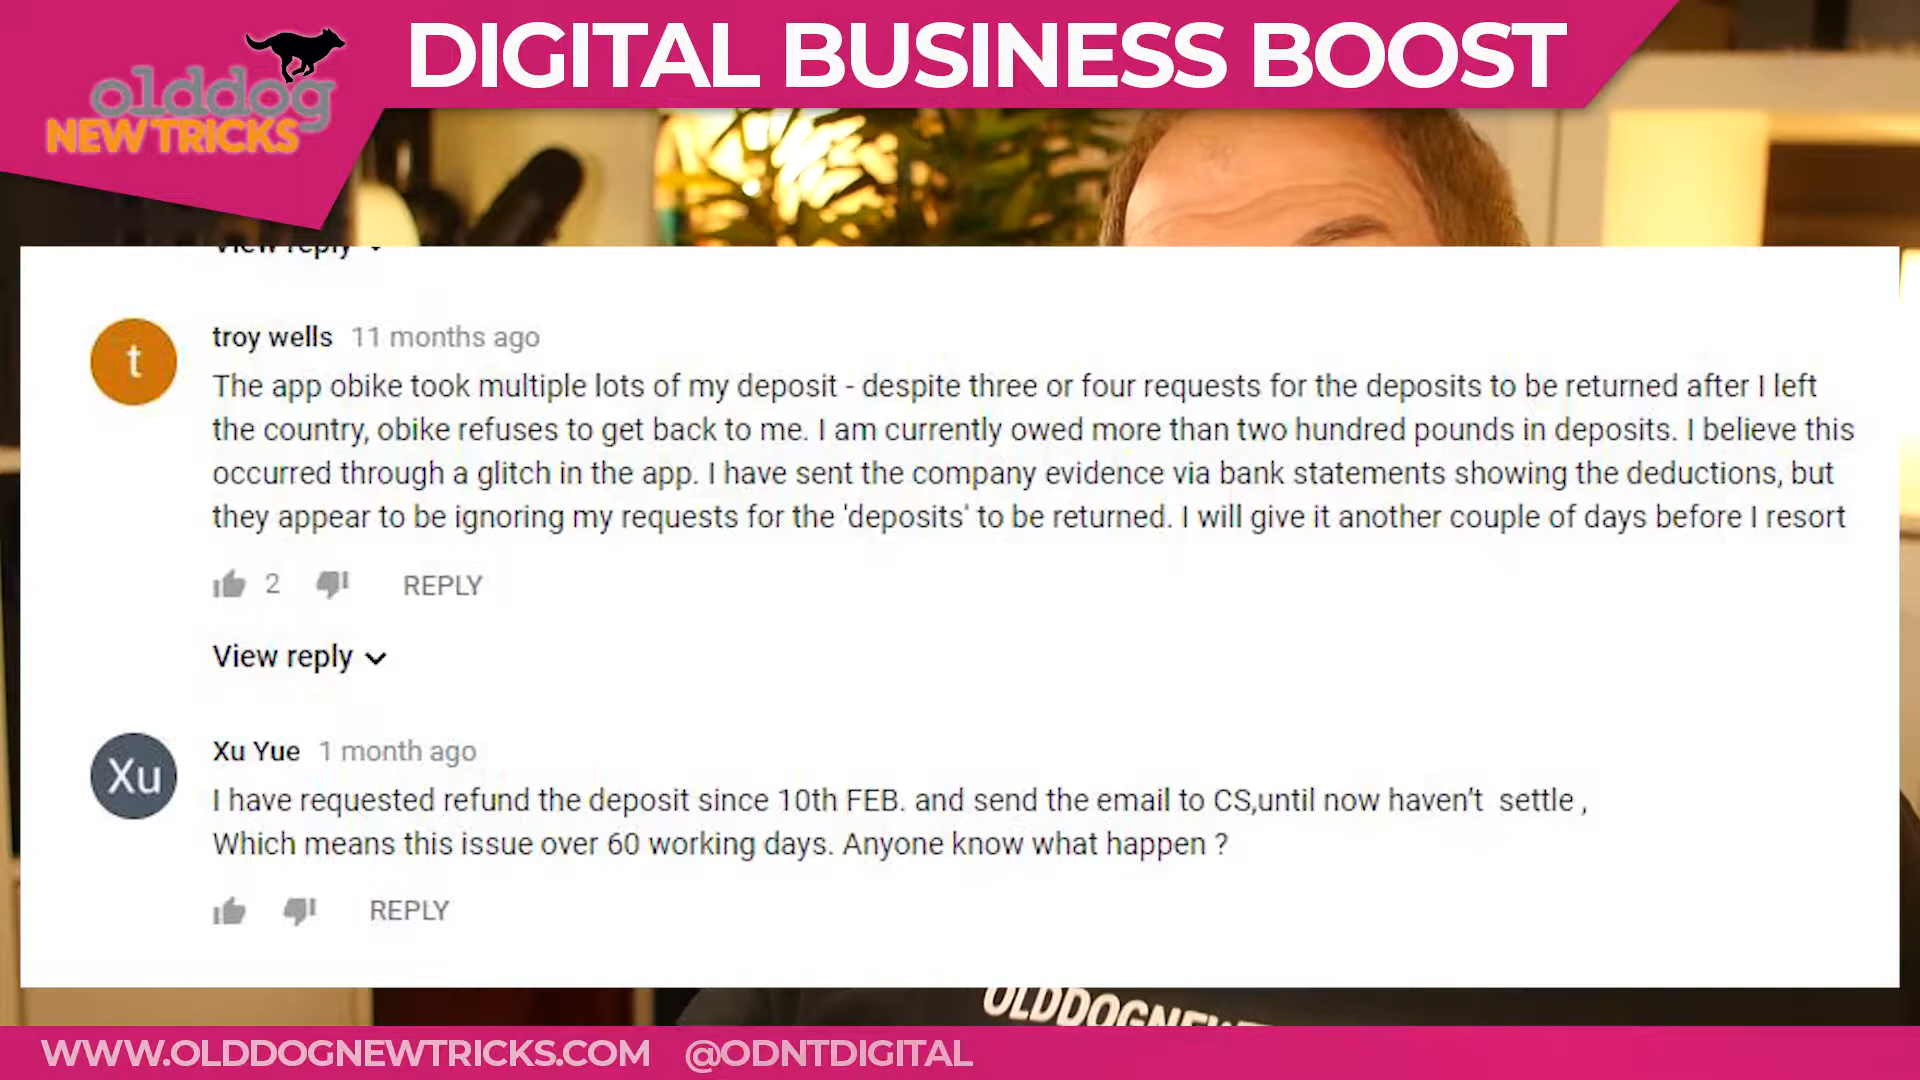 DIGITAL BUSINESS BOOST
olddog
NEWTRICKS
View reply
troy wells 11 months ago
t
The app obike took multiple lots of my deposit - despite three or four requests for the deposits to be returned after I left
the country, obike refuses to get back to me. I am currently owed more than two hundred pounds in deposits. I believe this
occurred through a glitch in the app. I have sent the company evidence via bank statements showing the deductions, but
they appear to be ignoring my requests for the 'deposits' to be returned. I will give it another couple of days before I resort
2 REPLY
View reply
Xu Yue 1 month ago
Xu
I have requested refund the deposit since 10th FEB. and send the email to CS,until now haven't settle ,
Which means this issue over 60 working days. Anyone know what happen ?
REPLY
WWW.OLDDOGNEWTRICKS.COM @ODNTDIGITAL